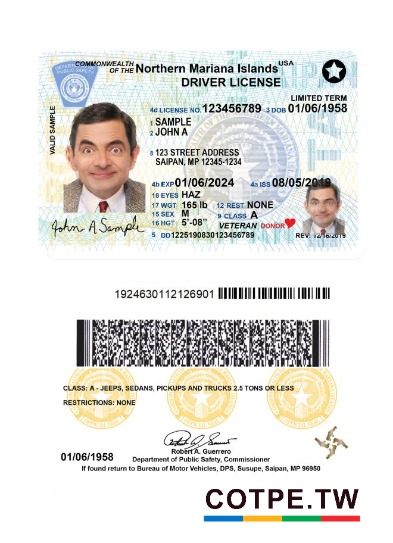 COMMONWEALTH
OF THE Northern Mariana Islands USA
DRIVER LICENSE
DEPARTMENT
PUBLIC SAFETY
LIMITED TERM
4d LICENSE NO. 123456789 3 DOB 01/06/1958
VALID SAMPLE
1 SAMPLE
2 JOHN A
8 123 STREET ADDRESS
SAIPAN, MP 12345-1234
4b EXP 01/06/2024 4a ISS 08/05/2019
18 EYES HAZ
17 WGT 165 lb 12 REST NONE
15 SEX M 9 CLASS A
16 HGT 5'-08" VETERAN DONOR
5 DD 1225190830123456789 REV. 12/16/2019
John A Sample
1924630112126901
CLASS: A - JEEPS, SEDANS, PICKUPS AND TRUCKS 2.5 TONS OR LESS
RESTRICTIONS: NONE
Robert A. Guerrero
01/06/1958
Department of Public Safety, Commissioner
If found return to Bureau of Motor Vehicles, DPS, Susupe, Saipan, MP 96950
COTPE.TW